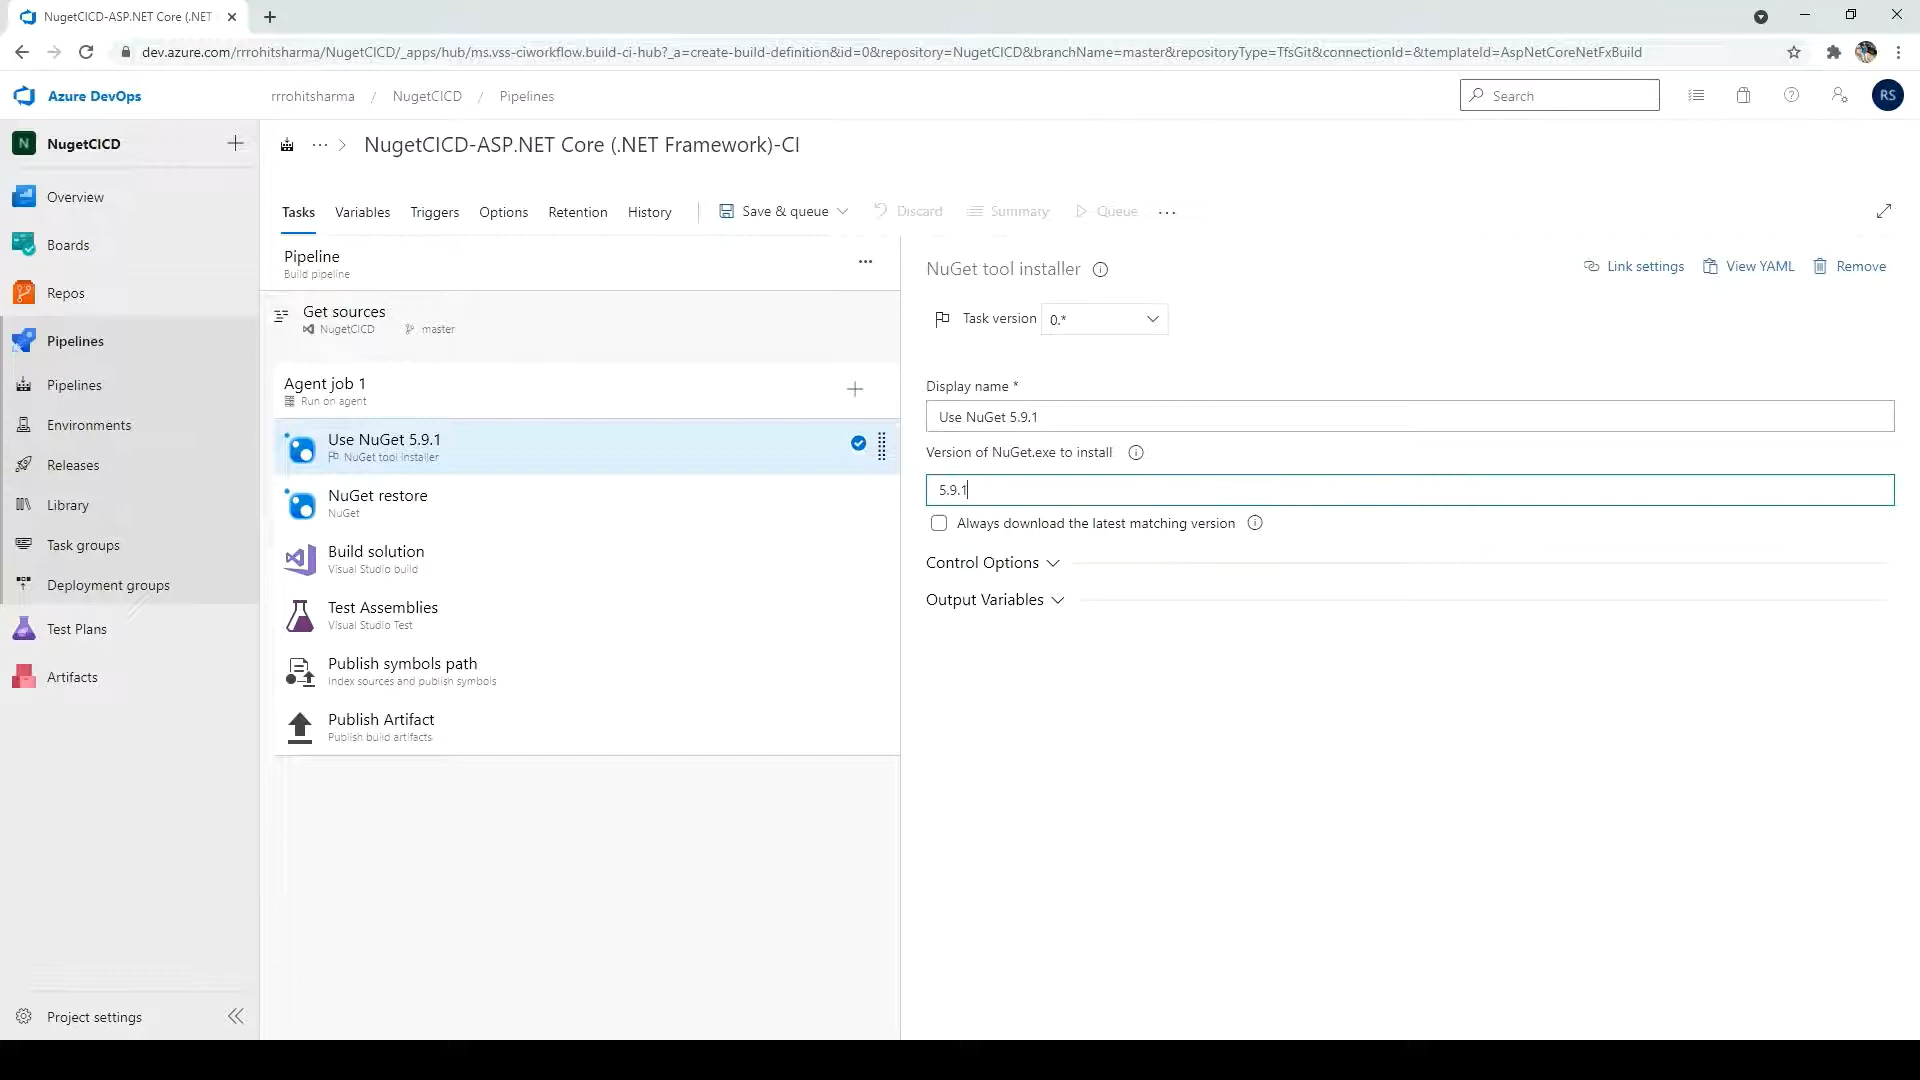 NugetCICD-ASP.NET Core (.NET
dev.azure.com/rrrohitsharma/NugetCICD/_apps/hub/ms.vss-ciworkflow.build-ci-hub?_a=create-build-definition&id=0&repository=NugetCICD&branchName=master&repositoryType=TfsGit&connectionId=&templateId=AspNetCoreNetFxBuild
Azure DevOps
rrrohitsharma / NugetCICD / Pipelines
Search
RS
N NugetCICD
Overview
Boards
Repos
Pipelines
Pipelines
Environments
Releases
Library
Task groups
Deployment groups
Test Plans
Artifacts
Project settings
NugetCICD-ASP.NET Core (.NET Framework)-CI
Tasks Variables Triggers Options Retention History Save & queue Discard Summary Queue
Pipeline
Build pipeline
Get sources
NugetCICD master
Agent job 1
Run on agent
Use NuGet 5.9.1
NuGet tool installer
NuGet restore
NuGet
Build solution
Visual Studio build
Test Assemblies
Visual Studio Test
Publish symbols path
Index sources and publish symbols
Publish Artifact
Publish build artifacts
NuGet tool installer
Link settings View YAML Remove
Task version 0.*
Display name *
Use NuGet 5.9.1
Version of NuGet.exe to install
5.9.1
Always download the latest matching version
Control Options
Output Variables